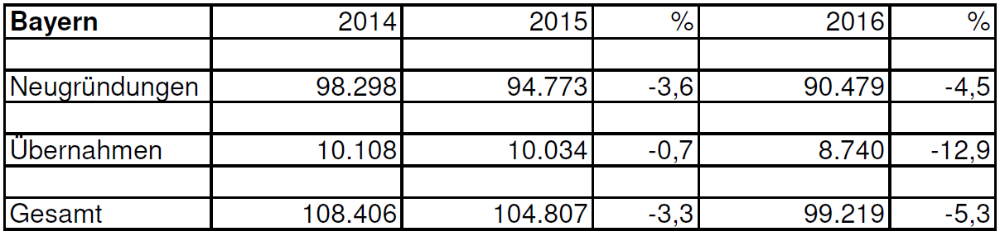 Bayern 2014 2015 % 2016 %
Neugründungen 98.298 94.773 -3,6 90.479 -4,5
Übernahmen 10.108 10.034 -0,7 8.740 -12,9
Gesamt 108.406 104.807 -3,3 99.219 -5,3